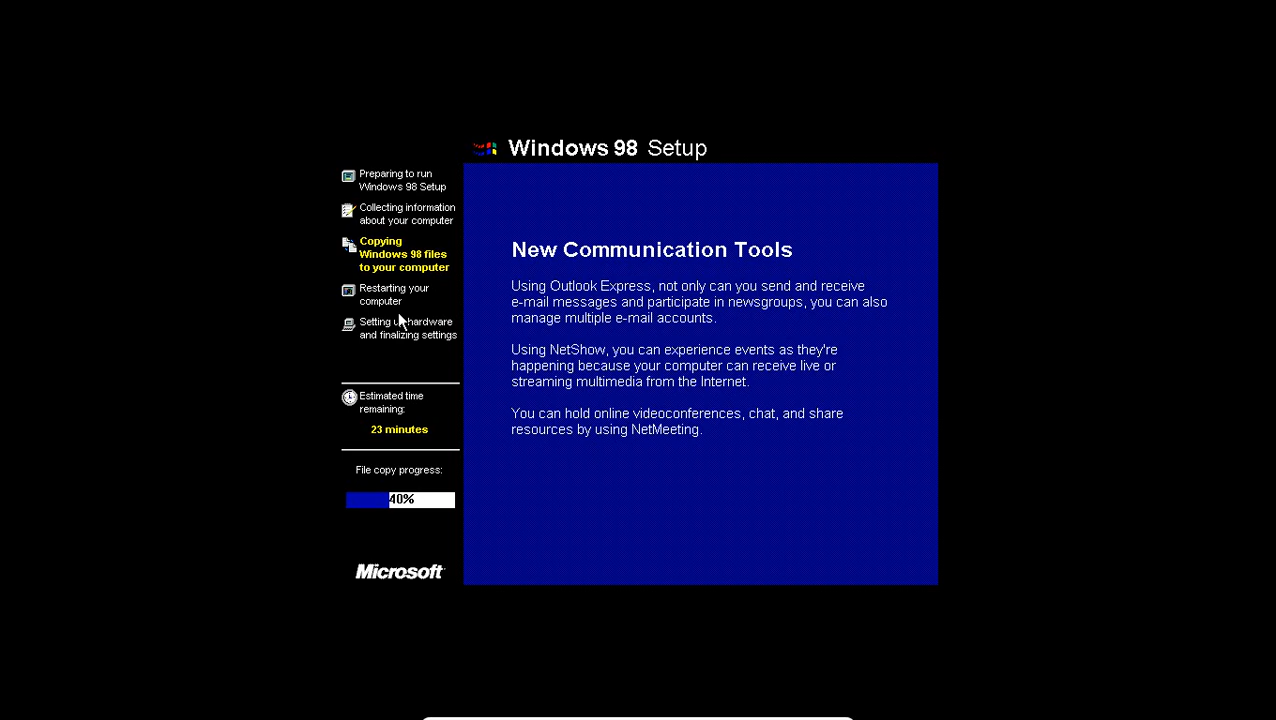 Windows 98 Setup
Preparing to run
Windows 98 Setup
Collecting information
about your computer
Copying
Windows 98 files
to your computer
Restarting your
computer
Setting up hardware
and finalizing settings
Estimated time
remaining:
23 minutes
File copy progress:
40%
Microsoft
New Communication Tools
Using Outlook Express, not only can you send and receive
e-mail messages and participate in newsgroups, you can also
manage multiple e-mail accounts.
Using NetShow, you can experience events as they're
happening because your computer can receive live or
streaming multimedia from the Internet.
You can hold online videoconferences, chat, and share
resources by using NetMeeting.